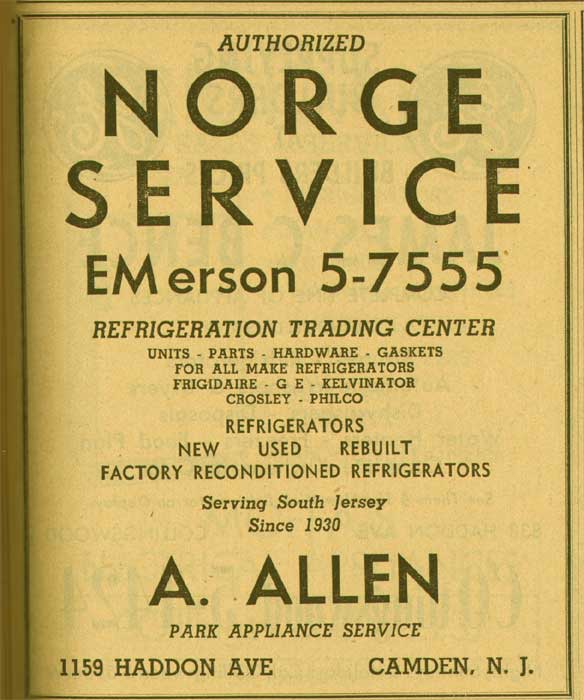 AUTHORIZED
NORGE
SERVICE
EMerson 5-7555
REFRIGERATION TRADING CENTER
UNITS - PARTS - HARDWARE - GASKETS
FOR ALL MAKE REFRIGERATORS
FRIGIDAIRE - G E - KELVINATOR
CROSLEY - PHILCO
REFRIGERATORS
NEW USED REBUILT
FACTORY RECONDITIONED REFRIGERATORS
Serving South Jersey
Since 1930
A. ALLEN
PARK APPLIANCE SERVICE
1159 HADDON AVE CAMDEN, N. J.